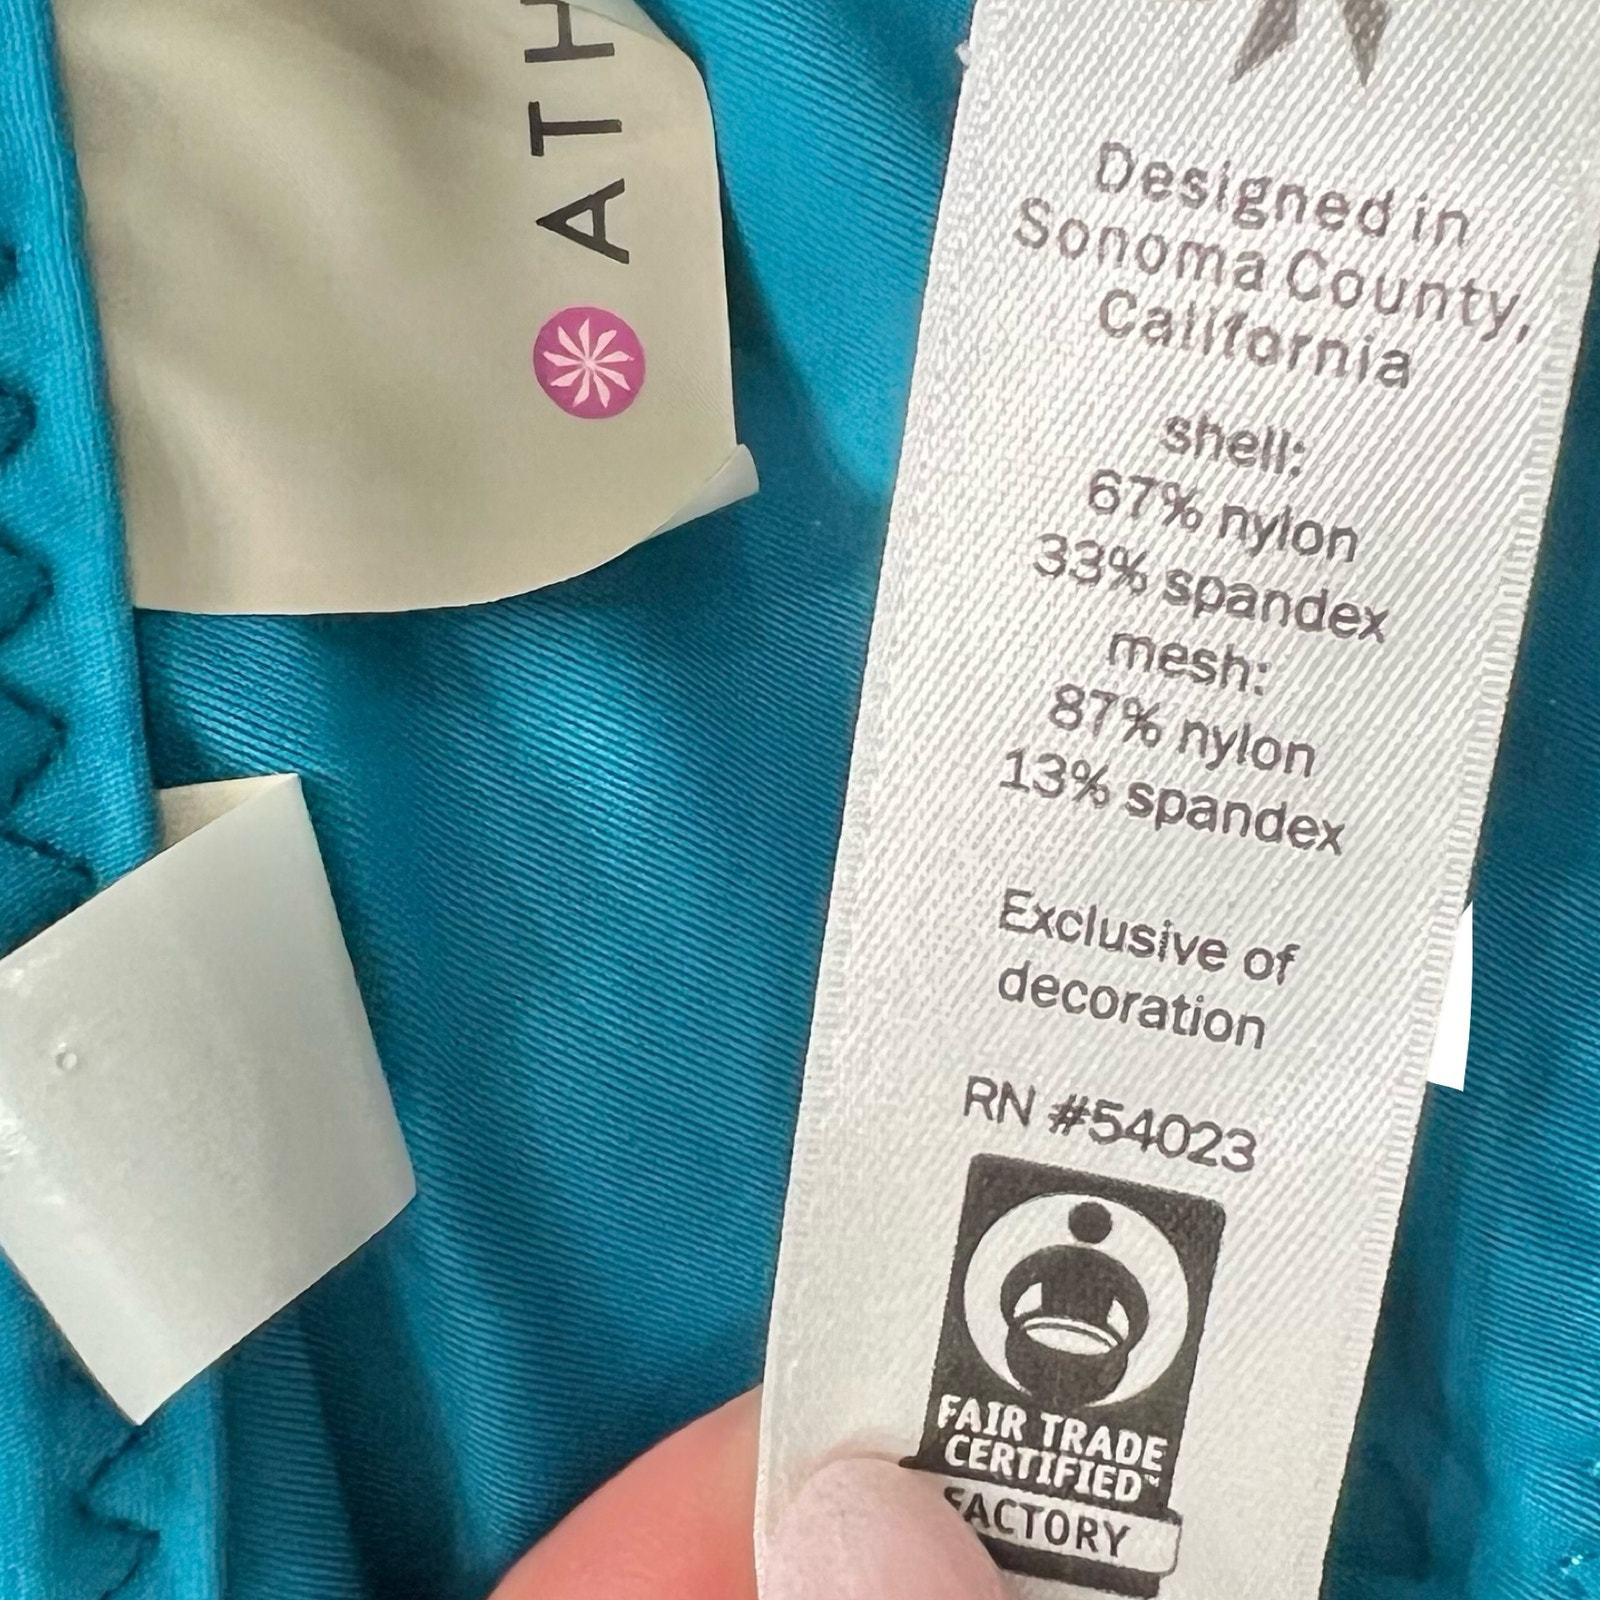 ATH
Designed in
Sonoma County,
California
shell:
67% nylon
33% spandex
mesh:
87% nylon
13% spandex
Exclusive of
decoration
RN #54023
FAIR TRADE
CERTIFIED™
FACTORY